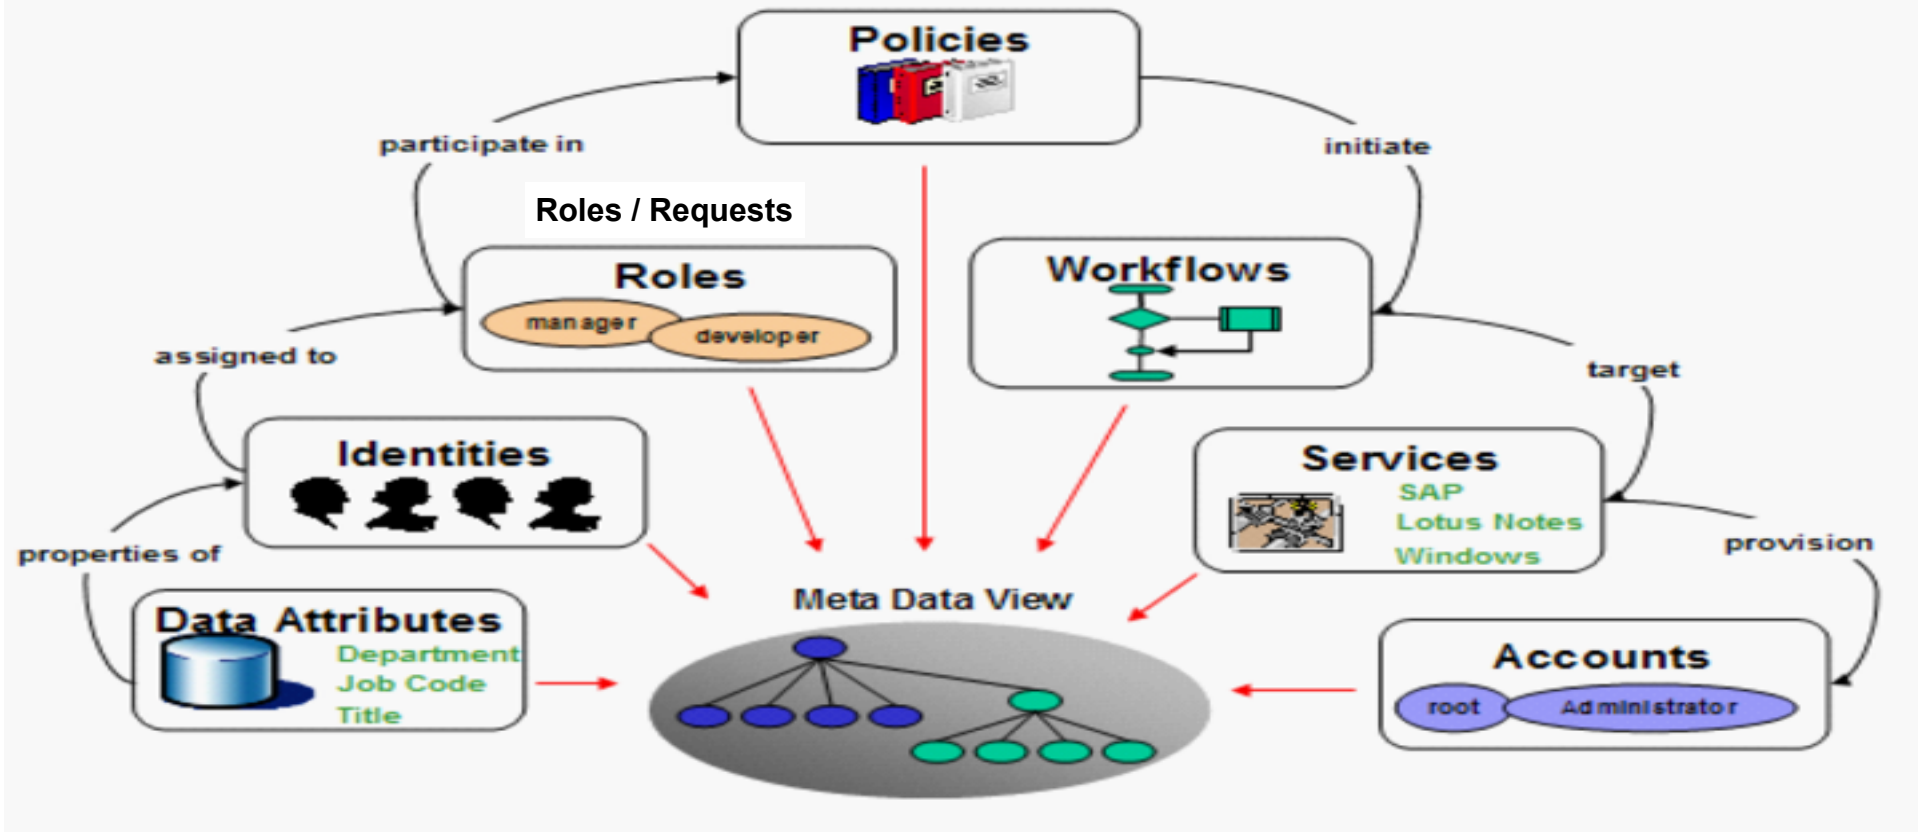 Policies
participate in
initiate
Roles / Requests
Roles
manager
developer
Workflows
assigned to
target
Identities
Services
SAP
Lotus Notes
Windows
properties of
provision
Data Attributes
Department
Job Code
Title
Meta Data View
Accounts
root
Administrator